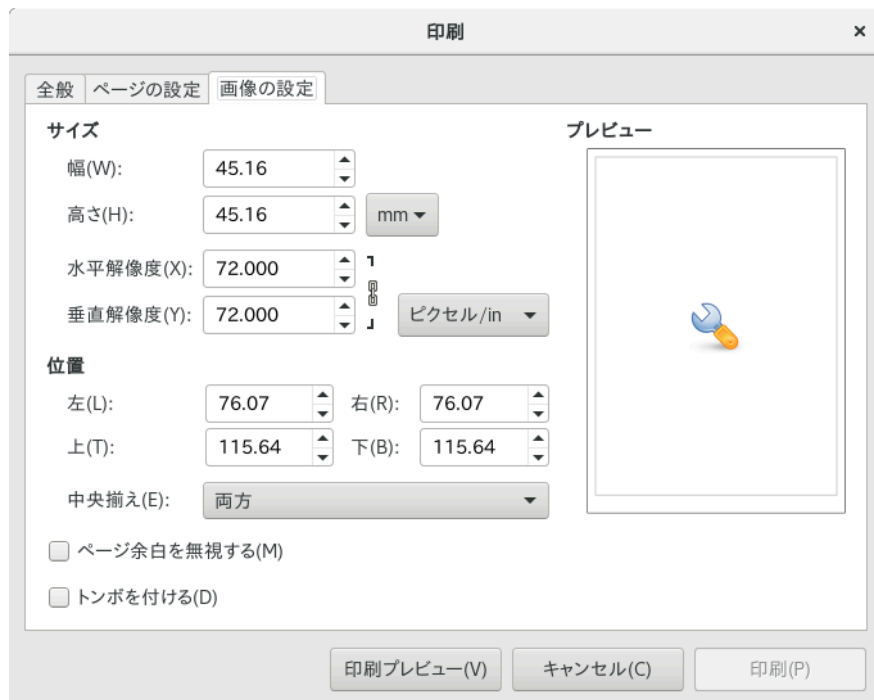 印刷
全般 ページの設定 画像の設定
サイズ
幅(W): 45.16
高さ(H): 45.16 mm
水平解像度(X): 72.000
垂直解像度(Y): 72.000 ピクセル/in
位置
左(L): 76.07 右(R): 76.07
上(T): 115.64 下(B): 115.64
中央揃え(E): 両方
ページ余白を無視する(M)
トンボを付ける(D)
プレビュー
印刷プレビュー(V) キャンセル(C) 印刷(P)